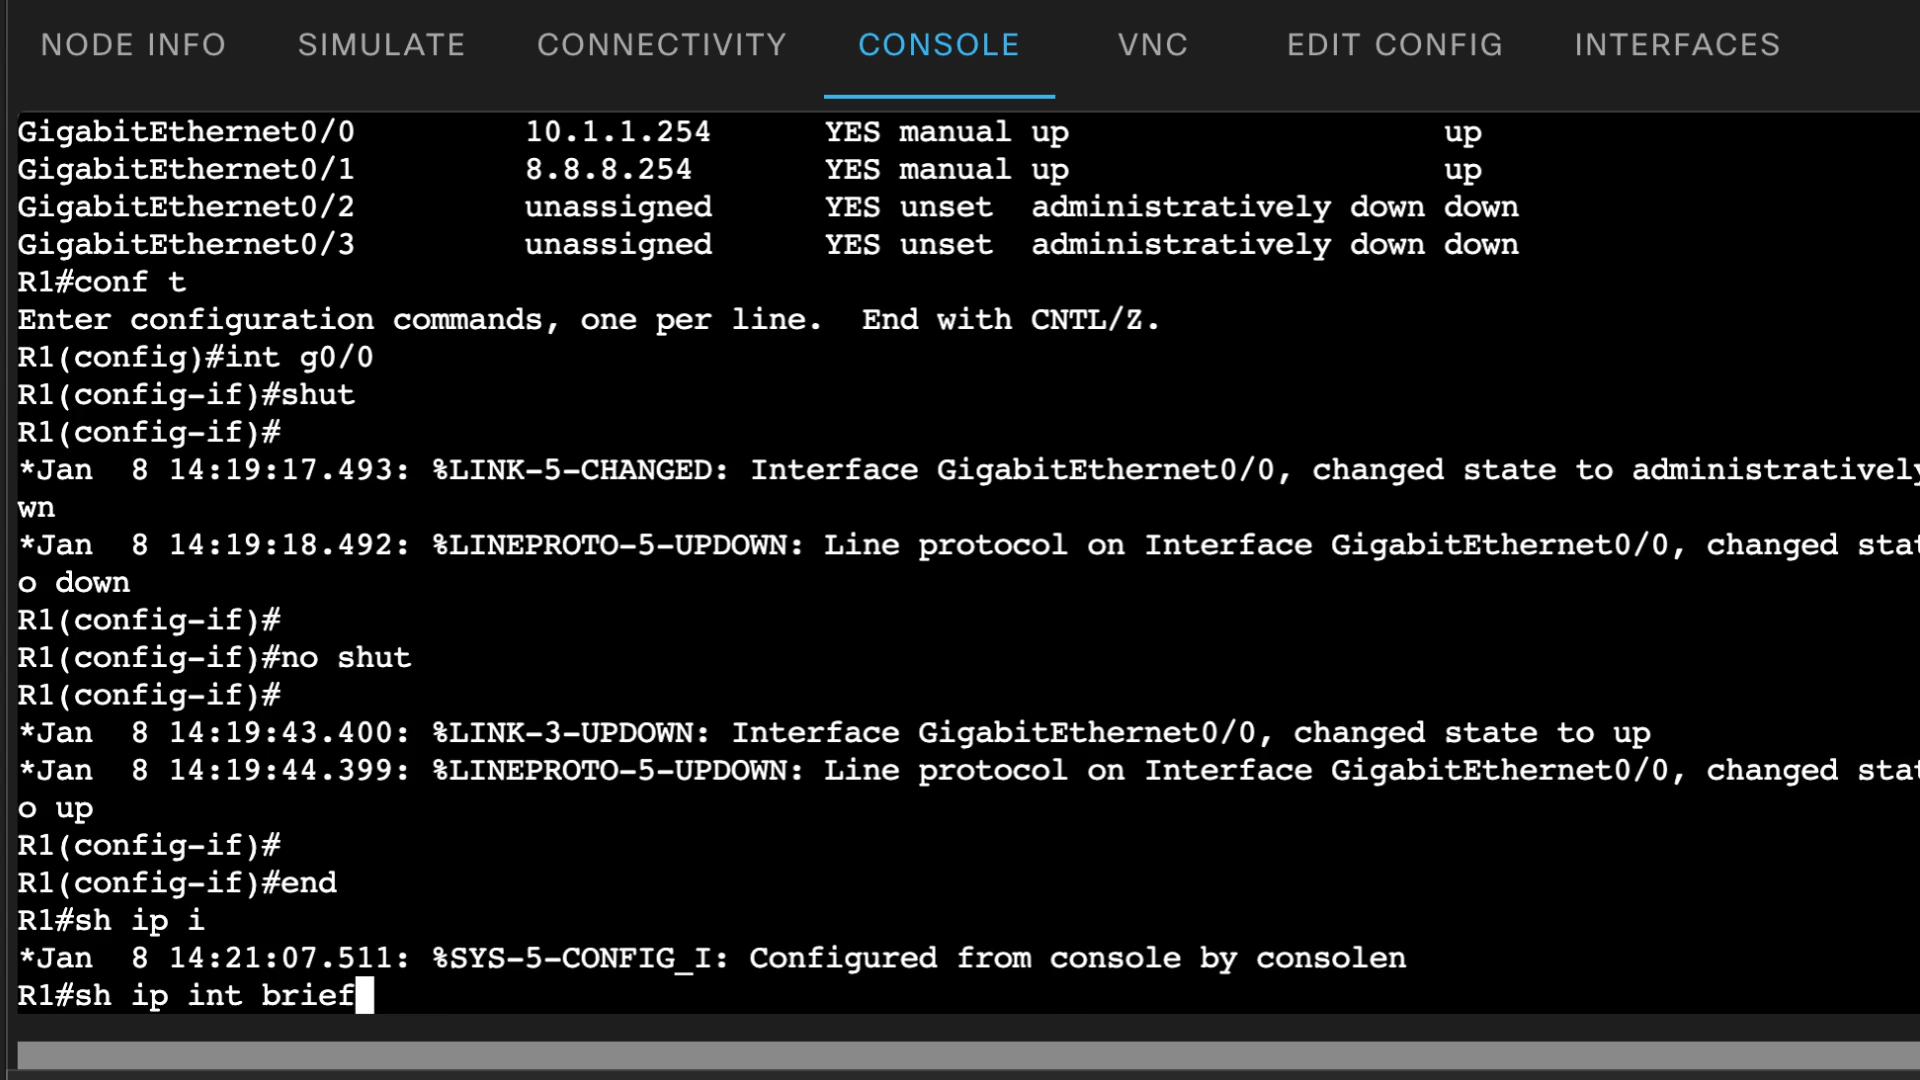 NODE INFO SIMULATE CONNECTIVITY CONSOLE VNC EDIT CONFIG INTERFACES
GigabitEthernet0/0 10.1.1.254 YES manual up up
GigabitEthernet0/1 8.8.8.254 YES manual up up
GigabitEthernet0/2 unassigned YES unset administratively down down
GigabitEthernet0/3 unassigned YES unset administratively down down
R1#conf t
Enter configuration commands, one per line. End with CNTL/Z.
R1(config)#int g0/0
R1(config-if)#shut
R1(config-if)#
*Jan 8 14:19:17.493: %LINK-5-CHANGED: Interface GigabitEthernet0/0, changed state to administratively
wn
*Jan 8 14:19:18.492: %LINEPROTO-5-UPDOWN: Line protocol on Interface GigabitEthernet0/0, changed stat
o down
R1(config-if)#
R1(config-if)#no shut
R1(config-if)#
*Jan 8 14:19:43.400: %LINK-3-UPDOWN: Interface GigabitEthernet0/0, changed state to up
*Jan 8 14:19:44.399: %LINEPROTO-5-UPDOWN: Line protocol on Interface GigabitEthernet0/0, changed stat
o up
R1(config-if)#
R1(config-if)#end
R1#sh ip i
*Jan 8 14:21:07.511: %SYS-5-CONFIG_I: Configured from console by consolen
R1#sh ip int brief